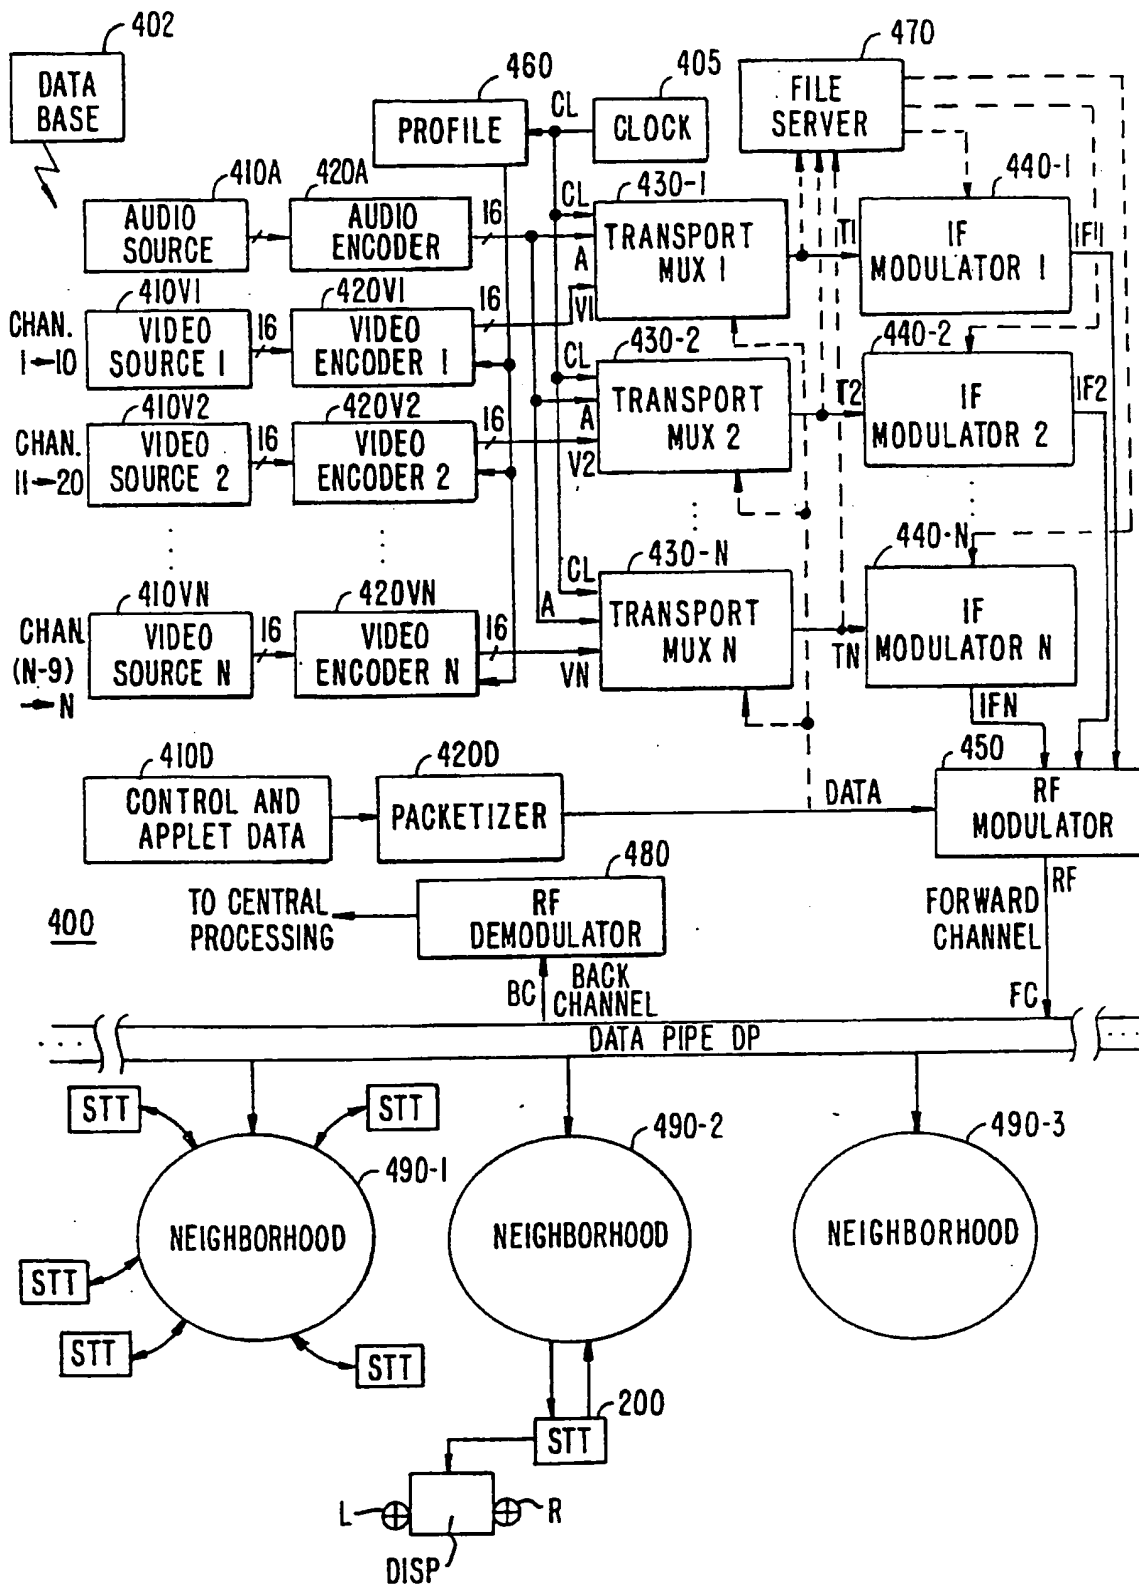 402
DATA
BASE
460
PROFILE
CL
405
CLOCK
470
FILE
SERVER
410A
AUDIO
SOURCE
420A
AUDIO
ENCODER
16
CL
A
V1
430-1
TRANSPORT
MUX 1
T1
440-1
IF
MODULATOR 1
IF1
CHAN.
1→10
410V1
VIDEO
SOURCE 1
16
420V1
VIDEO
ENCODER 1
16
CL
A
V2
430-2
TRANSPORT
MUX 2
T2
440-2
IF
MODULATOR 2
IF2
CHAN.
11→20
410V2
VIDEO
SOURCE 2
16
420V2
VIDEO
ENCODER 2
16
CHAN
(N-9)
→N
410VN
VIDEO
SOURCE N
16
420VN
VIDEO
ENCODER N
16
CL
A
VN
430-N
TRANSPORT
MUX N
TN
440-N
IF
MODULATOR N
IFN
410D
CONTROL AND
APPLET DATA
420D
PACKETIZER
DATA
450
RF
MODULATOR
RF
400
TO CENTRAL
PROCESSING
480
RF
DEMODULATOR
FORWARD
CHANNEL
BC
BACK
CHANNEL
FC
DATA PIPE DP
STT
STT
490-1
NEIGHBORHOOD
STT
STT
STT
490-2
NEIGHBORHOOD
490-3
NEIGHBORHOOD
200
STT
L
R
DISP